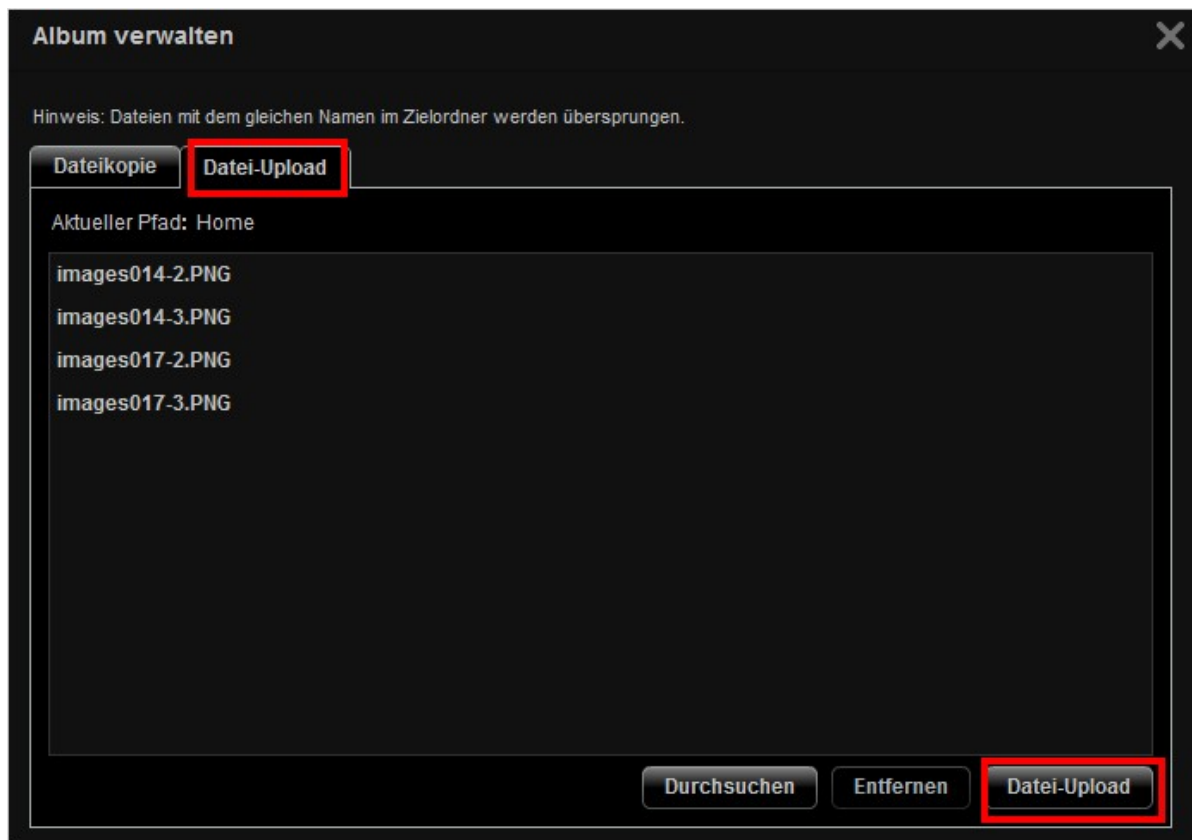 Album verwalten
Hinweis: Dateien mit dem gleichen Namen im Zielordner werden übersprungen.
Dateikopie Datei-Upload
Aktueller Pfad: Home
images014-2.PNG
images014-3.PNG
images017-2.PNG
images017-3.PNG
Durchsuchen Entfernen Datei-Upload